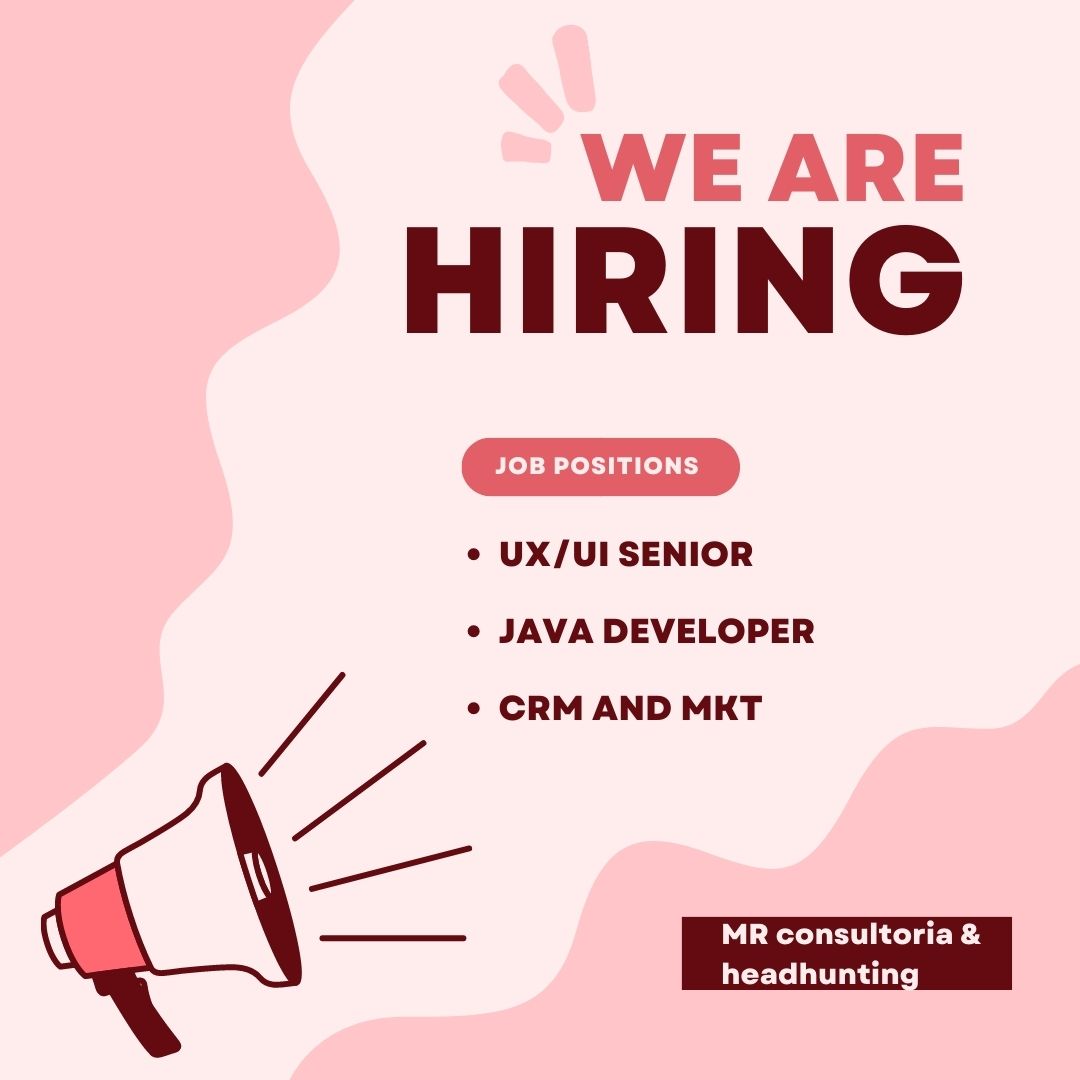 WE ARE
HIRING
JOB POSITIONS
• UX/UI SENIOR
• JAVA DEVELOPER
• CRM AND MKT
MR consultoria &
headhunting